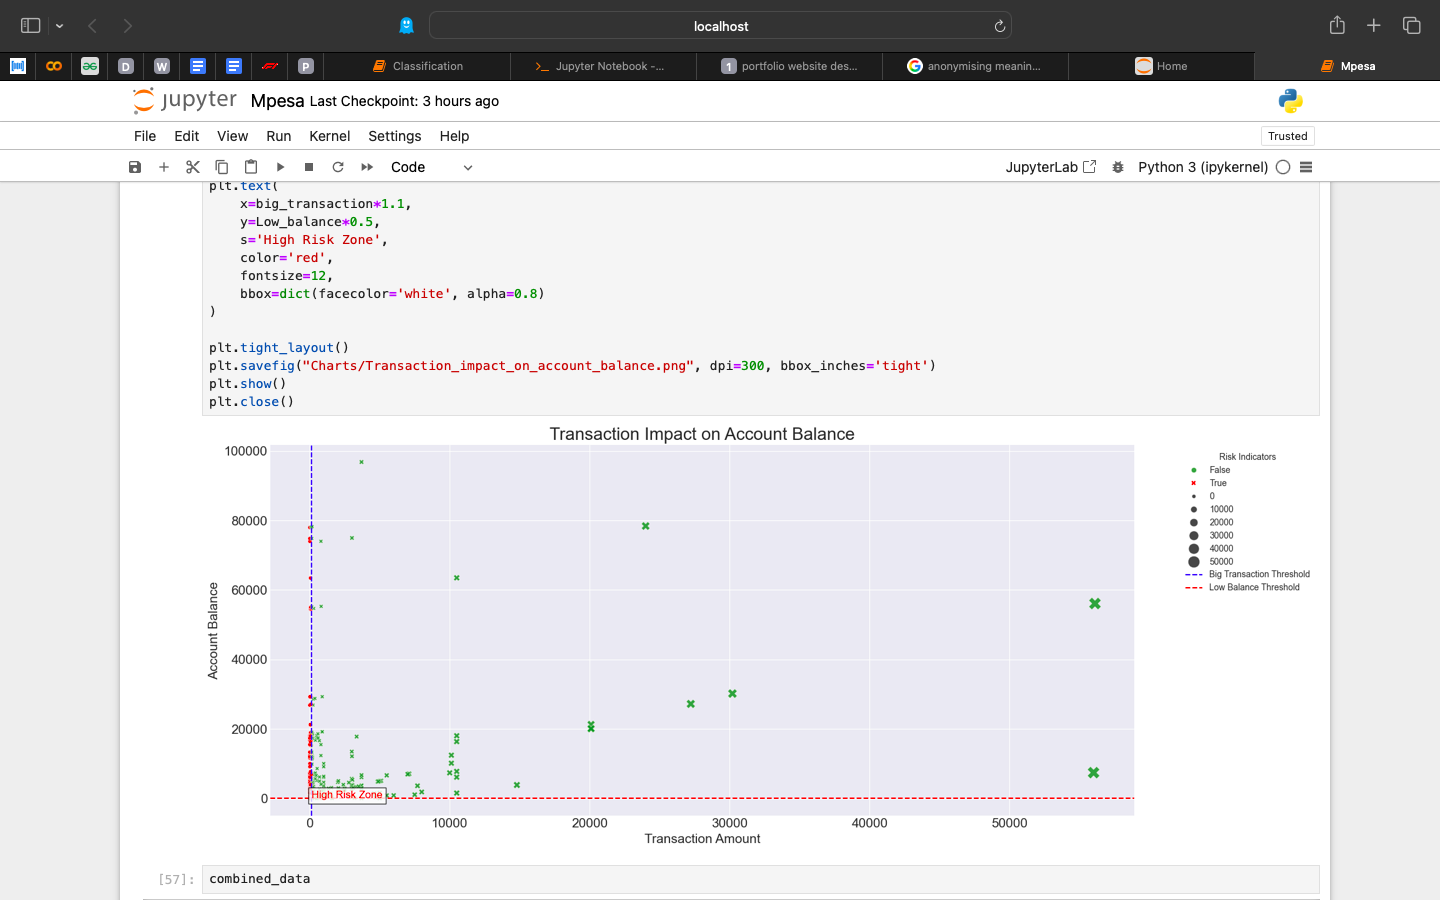 localhost
Classification
Jupyter Notebook -...
1 portfolio website des...
anonymising meanin...
Home
Mpesa
D
W
P
jupyter Mpesa Last Checkpoint: 3 hours ago
File Edit View Run Kernel Settings Help
Trusted
Code
JupyterLab
Python 3 (ipykernel)
plt.text(
x=big_transaction*1.1,
y=Low_balance*0.5,
s='High Risk Zone',
color='red',
fontsize=12,
bbox=dict(facecolor='white', alpha=0.8)
)
plt.tight_layout()
plt.savefig("Charts/Transaction_impact_on_account_balance.png", dpi=300, bbox_inches='tight')
plt.show()
plt.close()
Transaction Impact on Account Balance
100000
80000
60000
40000
20000
0
Account Balance
High Risk Zone
0 10000 20000 30000 40000 50000
Transaction Amount
Risk Indicators
False
True
0
10000
20000
30000
40000
50000
Big Transaction Threshold
Low Balance Threshold
[57]: combined_data